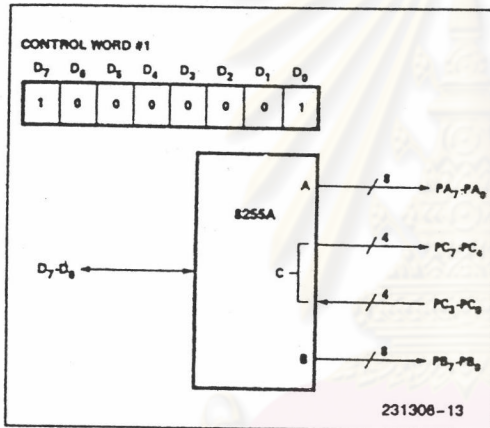 CONTROL WORD #1
D7 D6 D5 D4 D3 D2 D1 D0
1 0 0 0 0 0 0 1
A 8 PA7-PA0
8255A
4 PC7-PC4
D7-D0 C
4 PC3-PC0
B 8 PB7-PB0
231306-13